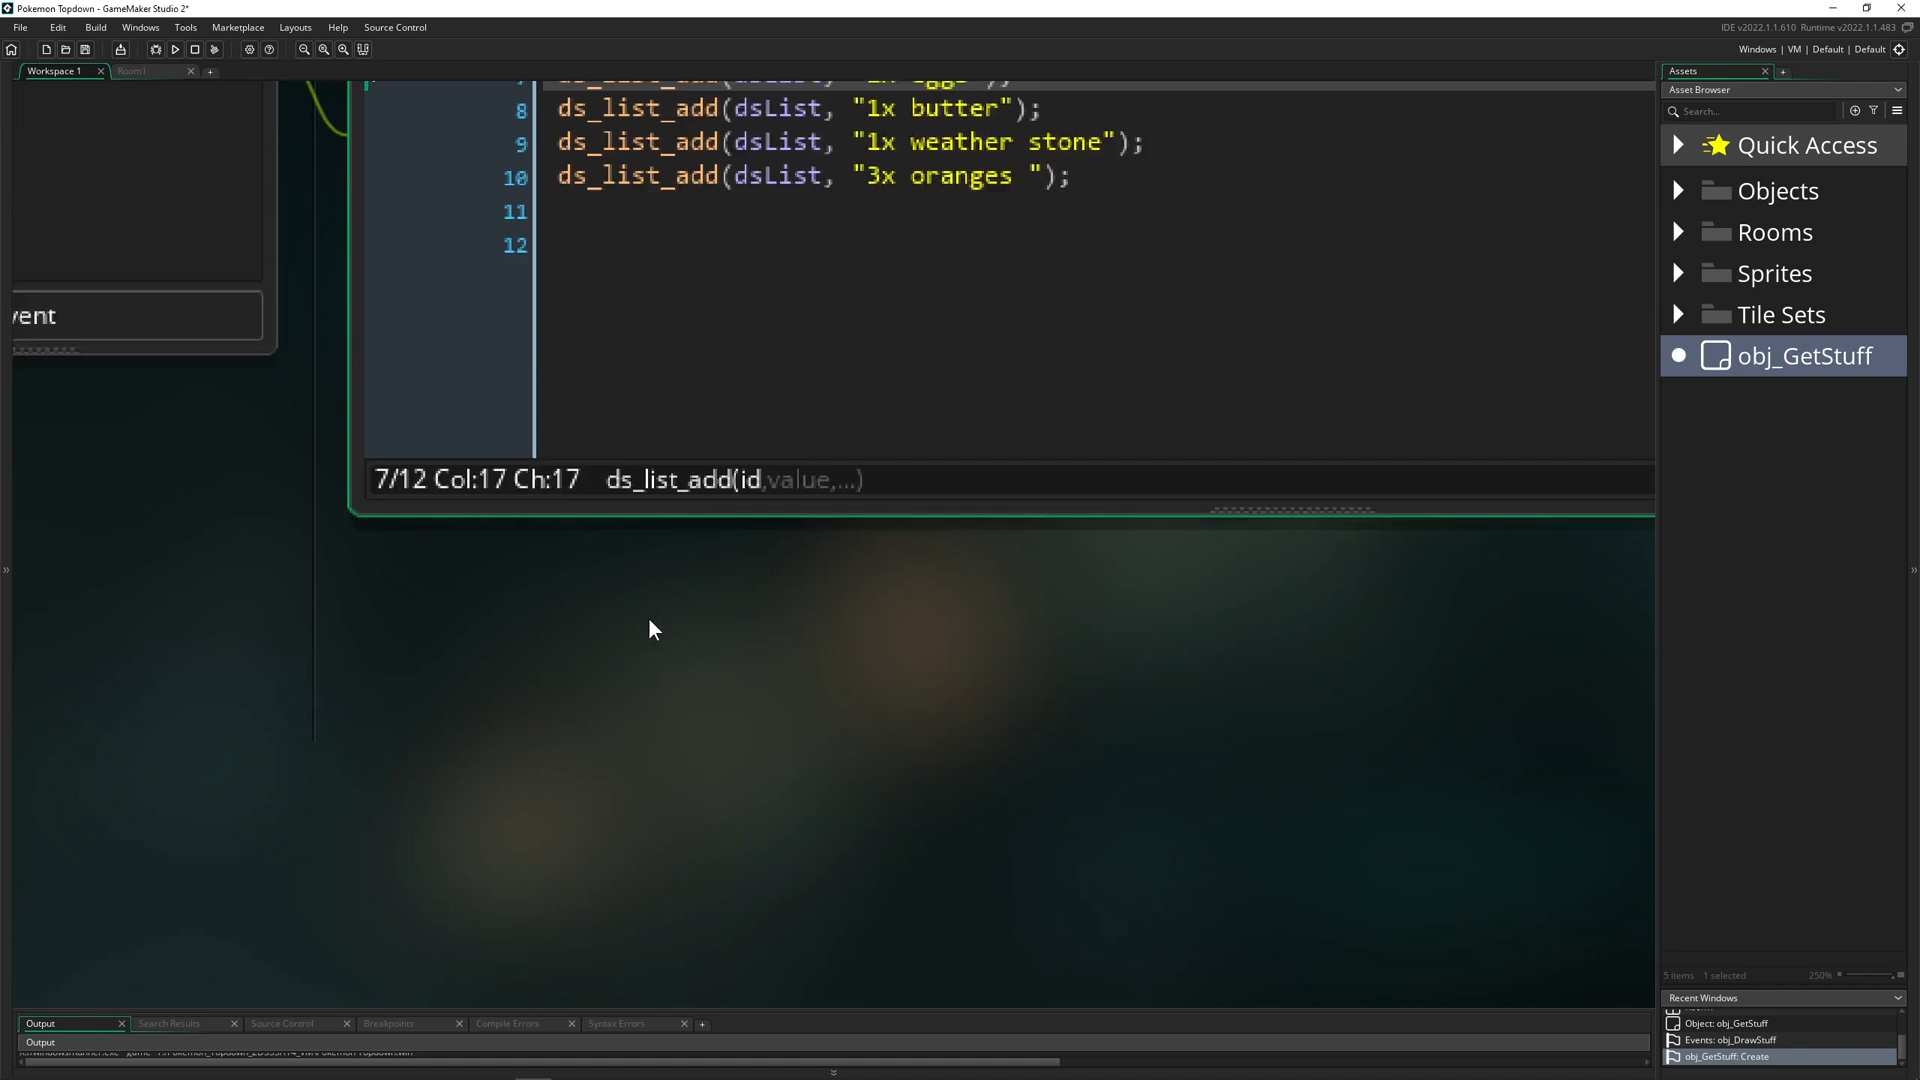 Pokemon Topdown - GameMaker Studio 2*
File Edit Build Windows Tools Marketplace Layouts Help Source Control
IDE v2022.1.1.610 Runtime v2022.1.1.483
Windows | VM | Default | Default
Workspace 1
Room1
Assets
Asset Browser
Search...
Quick Access
Objects
Rooms
Sprites
Tile Sets
obj_GetStuff
8 ds_list_add(dsList, "1x butter");
9 ds_list_add(dsList, "1x weather stone");
10 ds_list_add(dsList, "3x oranges ");
11
12
vent
7/12 Col:17 Ch:17 ds_list_add(id,value,...)
5 items 1 selected 250%
Recent Windows
Object: obj_GetStuff
Events: obj_DrawStuff
obj_GetStuff: Create
Output Search Results Source Control Breakpoints Compile Errors Syntax Errors
Output